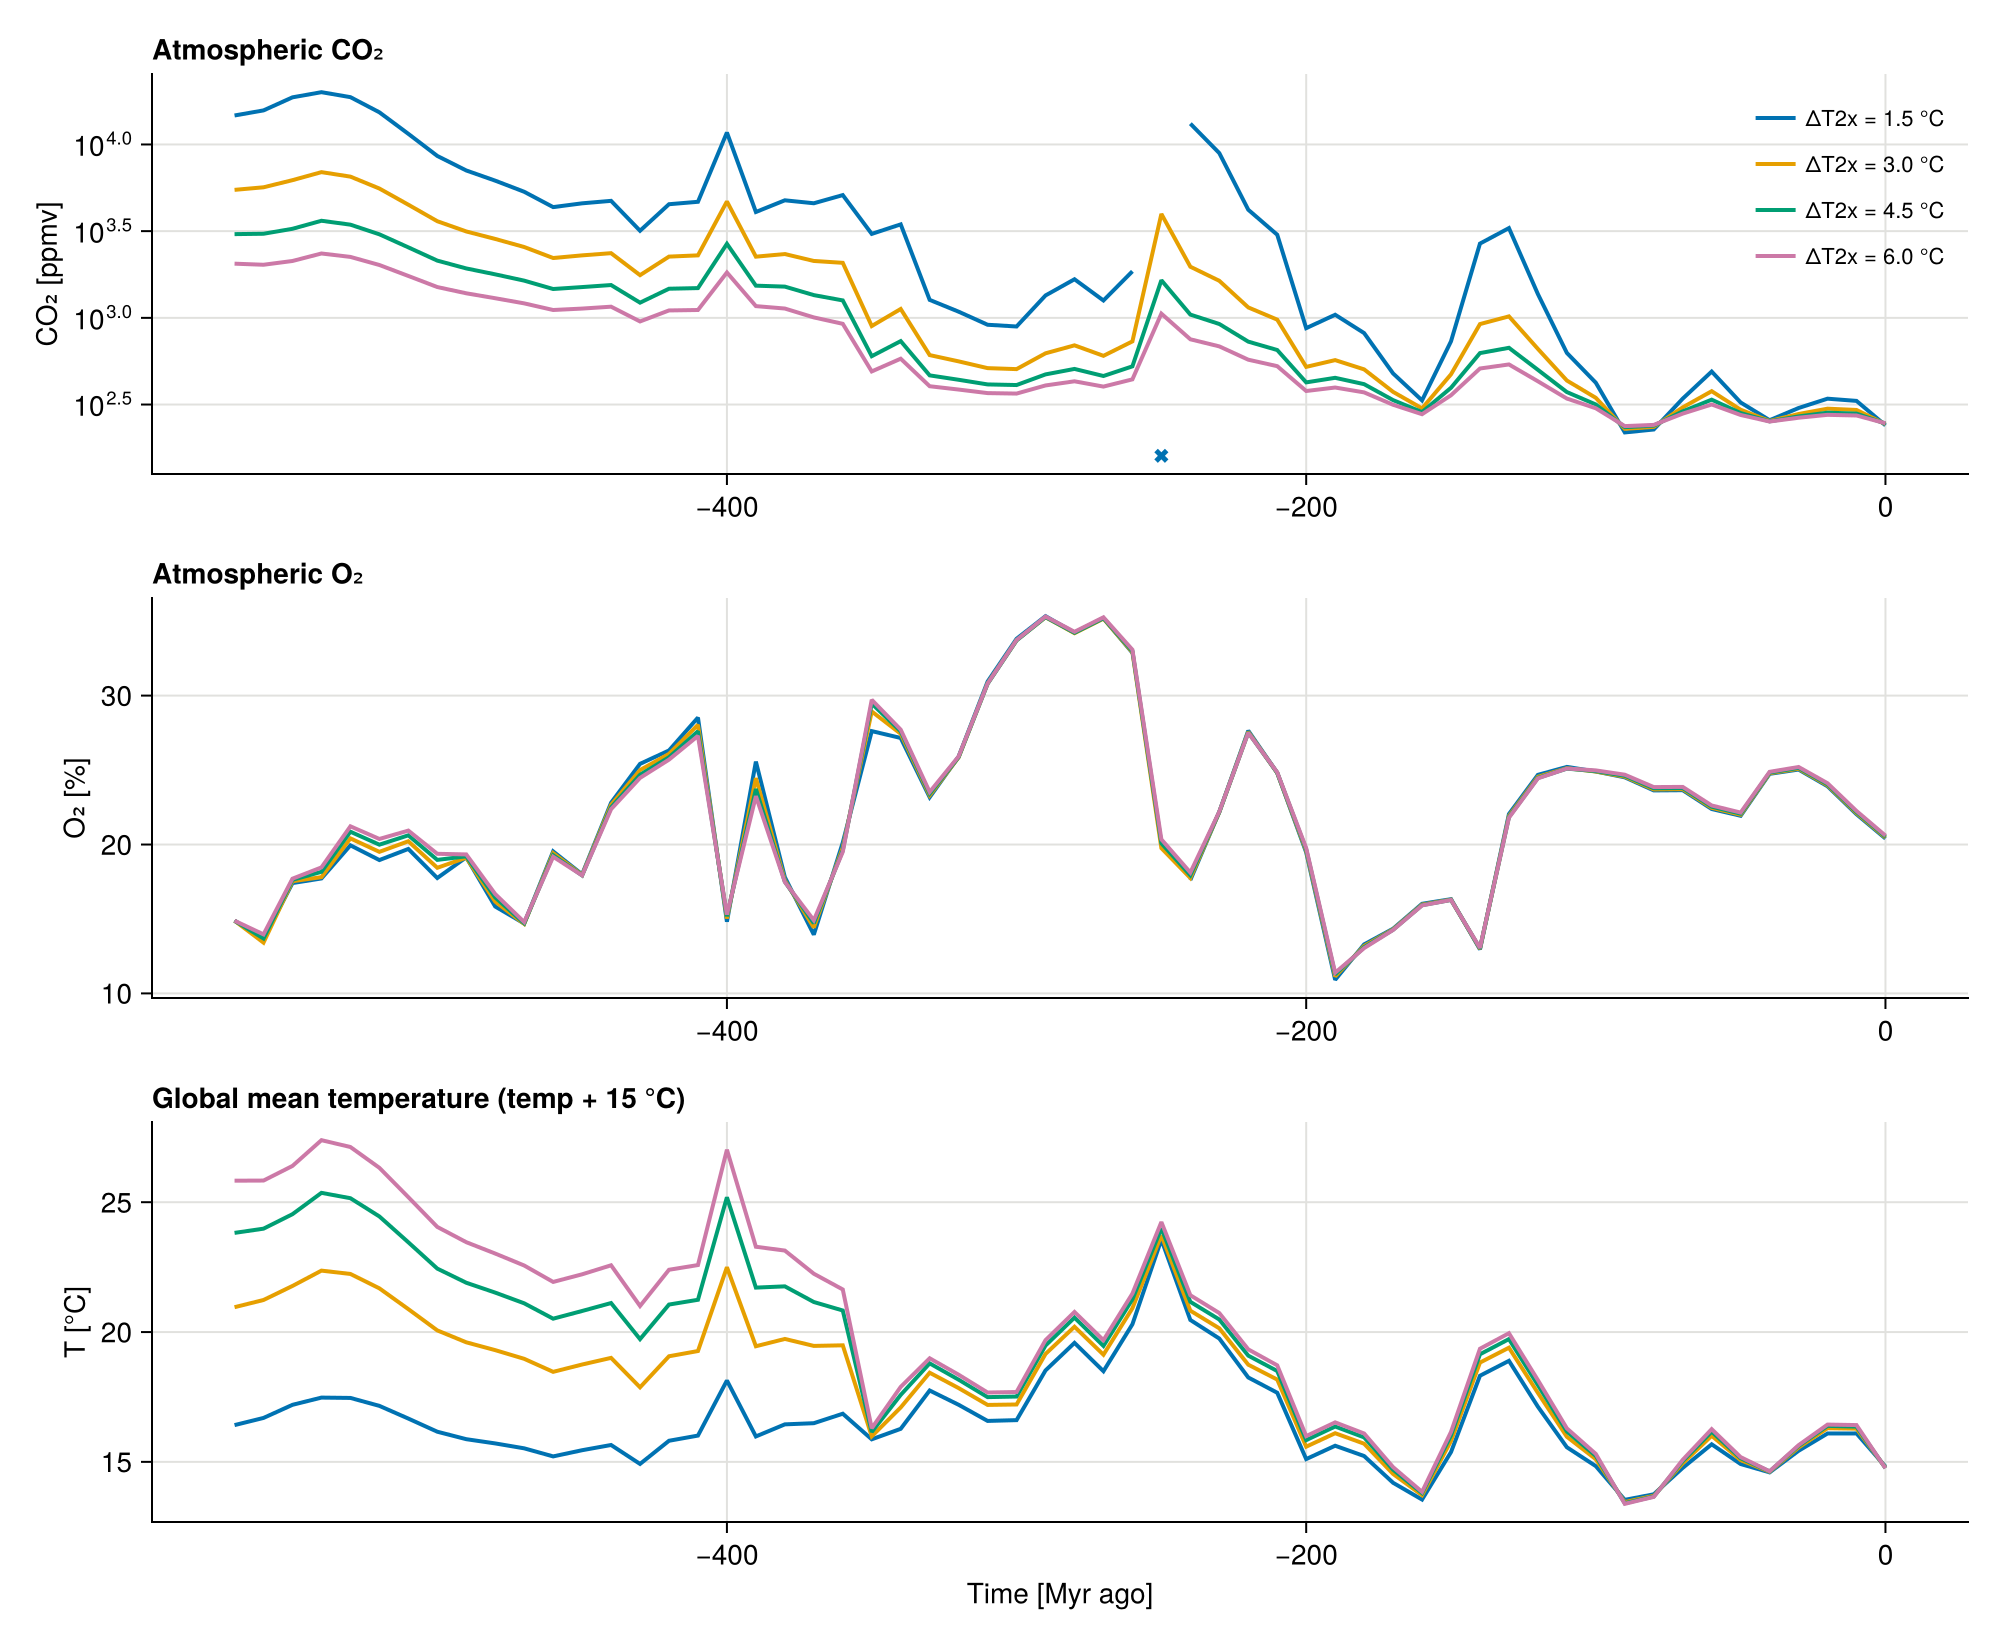 Atmospheric CO₂
CO₂ [ppmv]
10^4.0
10^3.5
10^3.0
10^2.5
ΔT2x = 1.5 °C
ΔT2x = 3.0 °C
ΔT2x = 4.5 °C
ΔT2x = 6.0 °C
−400
−200
0
Atmospheric O₂
O₂ [%]
30
20
10
−400
−200
0
Global mean temperature (temp + 15 °C)
T [°C]
25
20
15
−400
−200
0
Time [Myr ago]